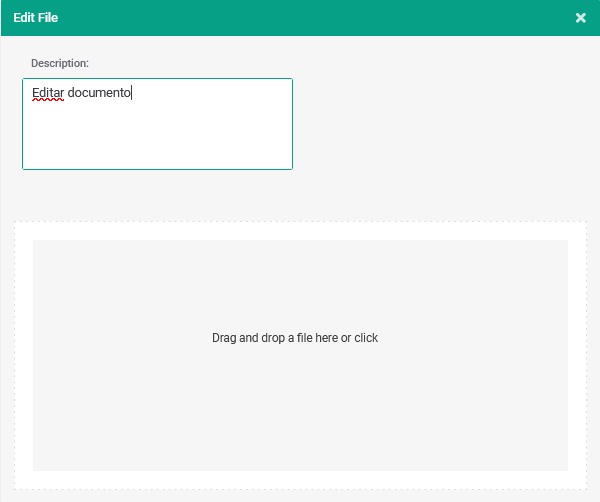 Edit File
Description:
Editar documento
Drag and drop a file here or click